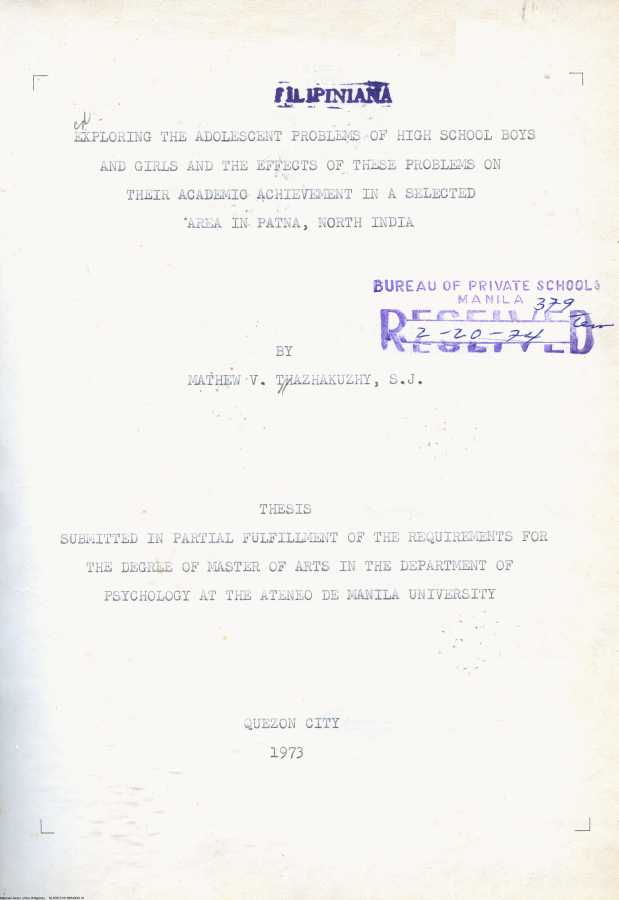 FILIPINIANA
EXPLORING THE ADOLESCENT PROBLEMS OF HIGH SCHOOL BOYS
AND GIRLS AND THE EFFECTS OF THESE PROBLEMS ON
THEIR ACADEMIC ACHIEVEMENT IN A SELECTED
AREA IN PATNA, NORTH INDIA
BUREAU OF PRIVATE SCHOOLS
MANILA 379
RECEIVED
2-20-74
BY
MATHEW V. THAZHAKUZHY, S.J.
THESIS
SUBMITTED IN PARTIAL FULFILLMENT OF THE REQUIREMENTS FOR
THE DEGREE OF MASTER OF ARTS IN THE DEPARTMENT OF
PSYCHOLOGY AT THE ATENEO DE MANILA UNIVERSITY
QUEZON CITY
1973